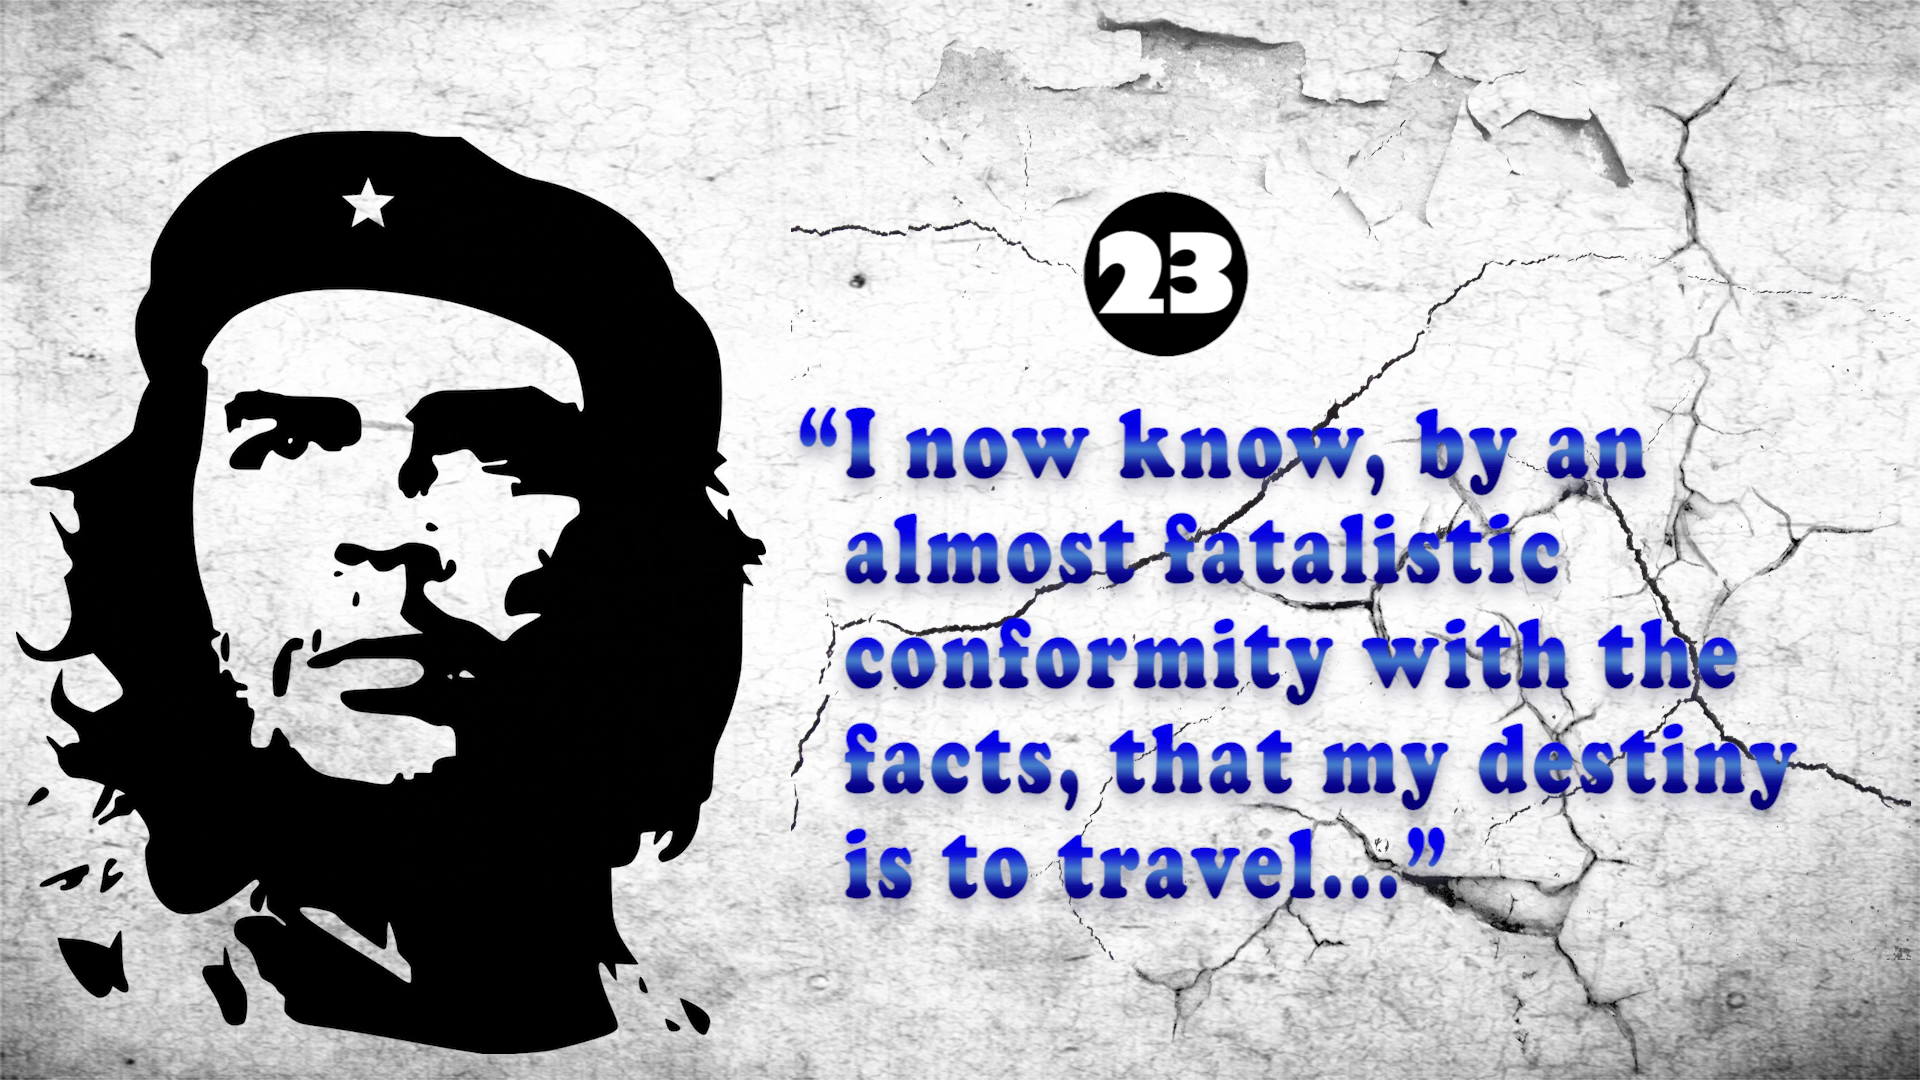 23
“I now know, by an
almost fatalistic
conformity with the
facts, that my destiny
is to travel...”